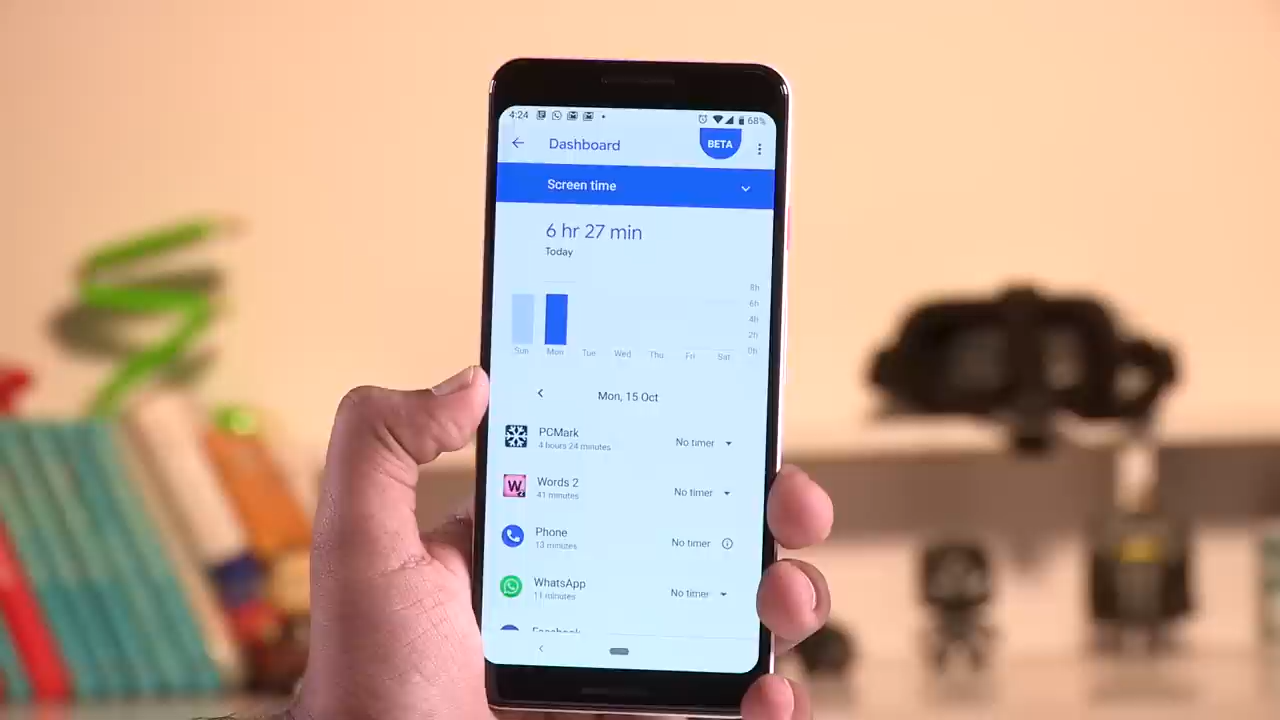 4:24 68%
Dashboard BETA
Screen time
6 hr 27 min
Today
8h
6h
4h
2h
0h
Sun Mon Tue Wed Thu Fri Sat
Mon, 15 Oct
PCMark
4 hours 24 minutes
No timer
Words 2
41 minutes
No timer
Phone
13 minutes
No timer
WhatsApp
11 minutes
No timer
Facebook